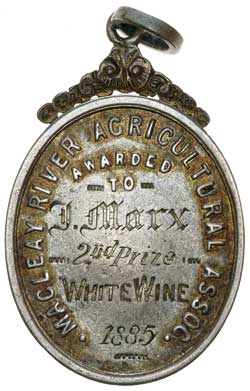 MACLEAY RIVER AGRICULTURAL ASSOC.
AWARDED
TO
J. Marx
2nd Prize
WHITE WINE
1885